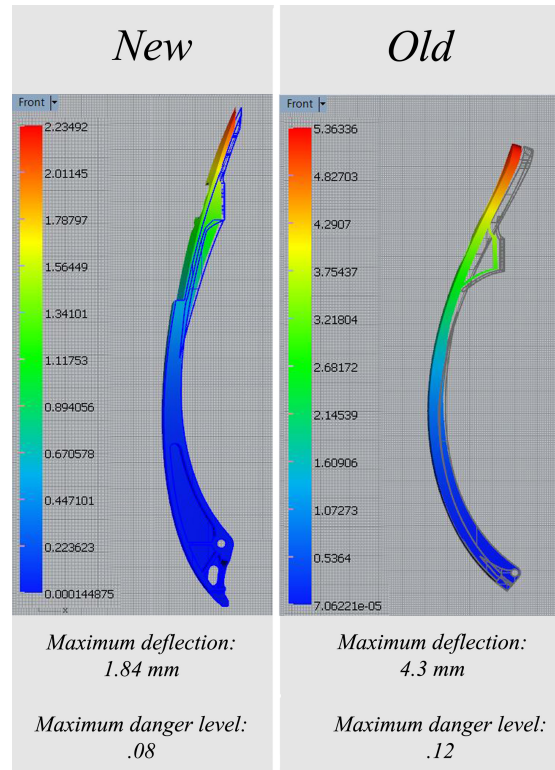 New
Front
2.23492
2.01145
1.78797
1.56449
1.34101
1.11753
0.894056
0.670578
0.447101
0.223623
0.000144875
x
Maximum deflection:
1.84 mm
Maximum danger level:
.08
Old
Front
5.36336
4.82703
4.2907
3.75437
3.21804
2.68172
2.14539
1.60906
1.07273
0.5364
7.06221e-05
Maximum deflection:
4.3 mm
Maximum danger level:
.12